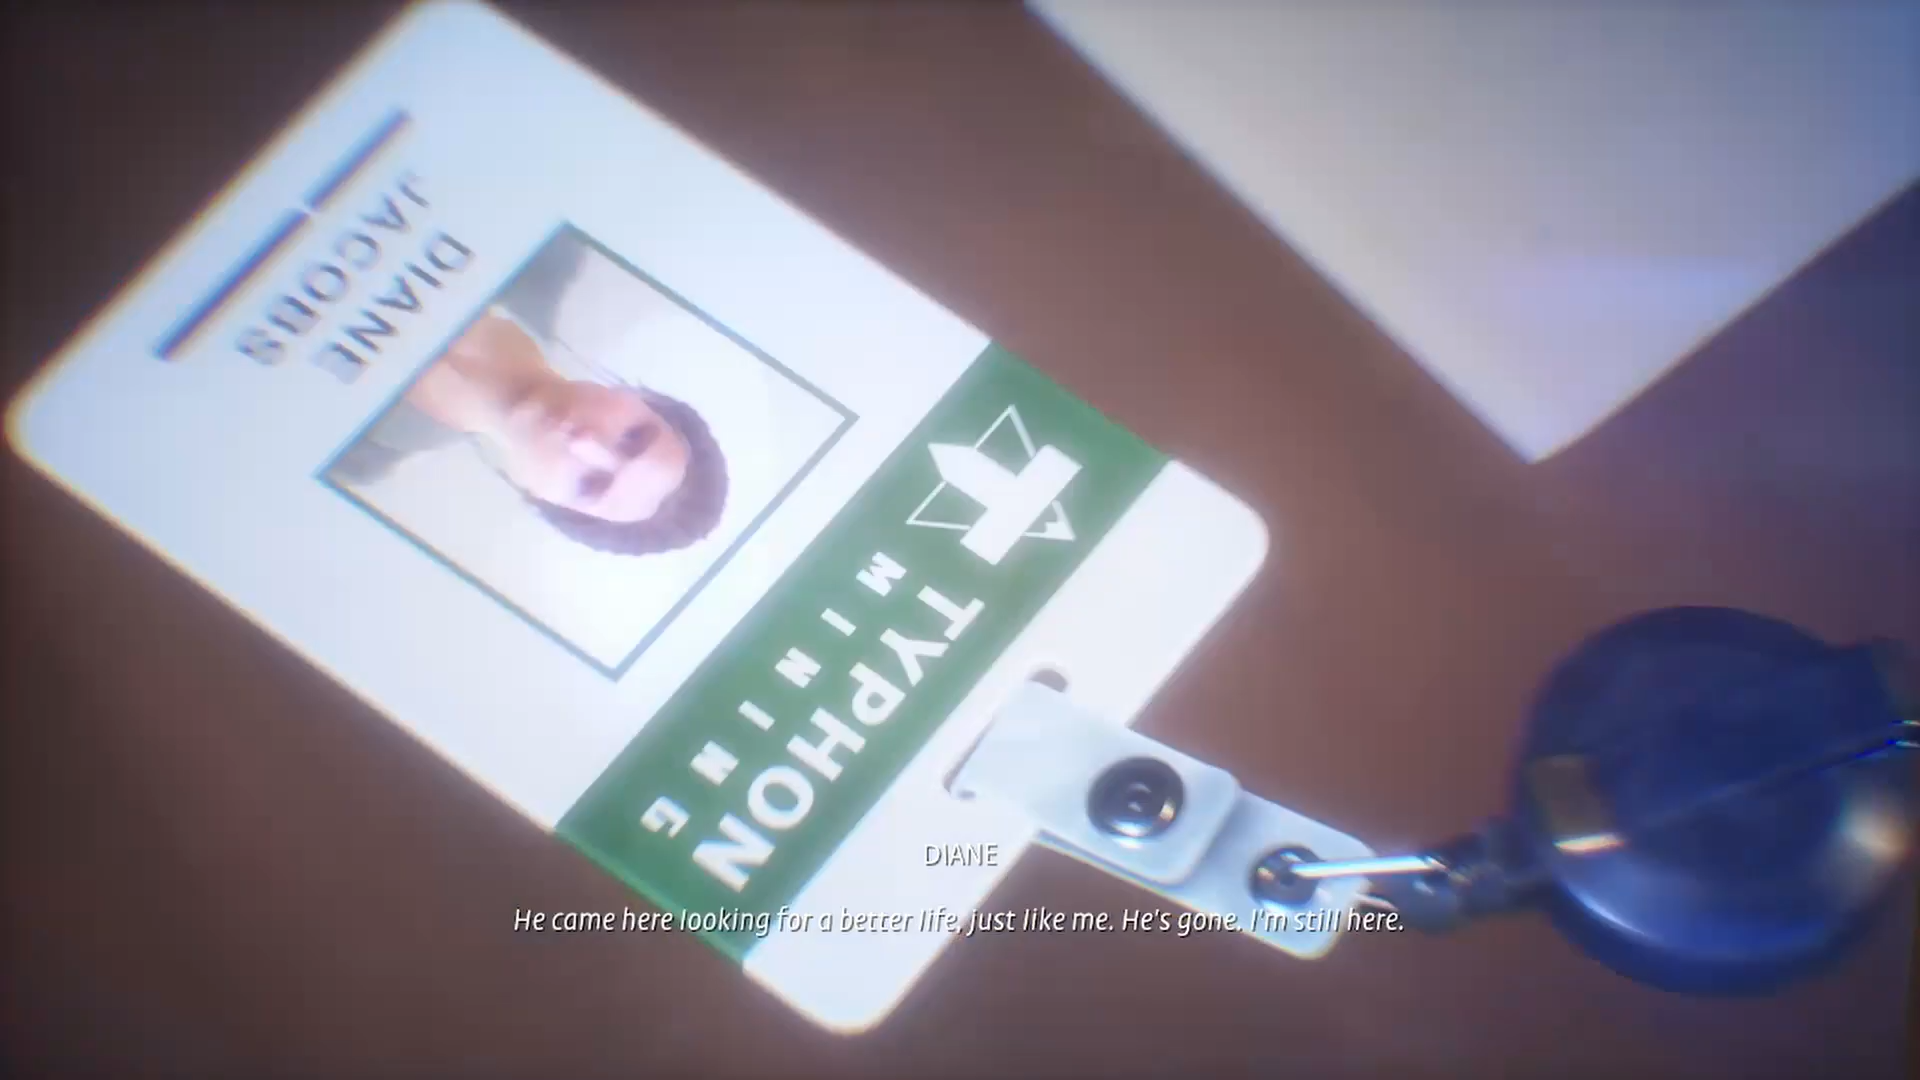 TYPHON
MINING
DIANE
JACOBS
DIANE
He came here looking for a better life, just like me. He's gone. I'm still here.